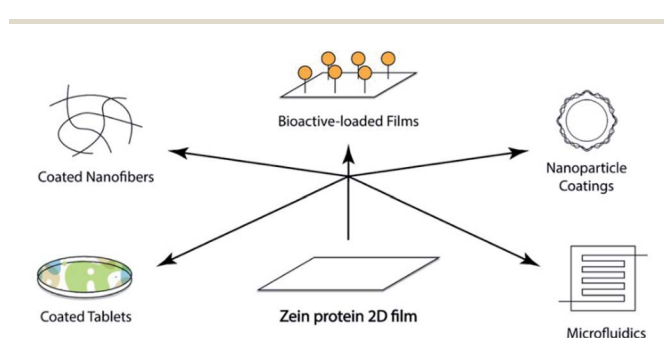 Bioactive-loaded Films
Coated Nanofibers
Nanoparticle
Coatings
Coated Tablets
Zein protein 2D film
Microfluidics